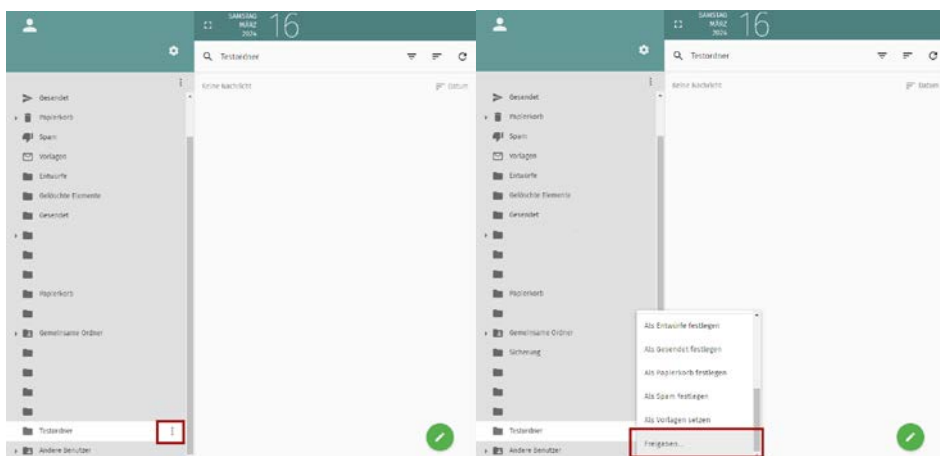 SAMSTAG
MÄRZ
2024
16
Testordner
Keine Nachricht
Datum
Gesendet
Papierkorb
Spam
Vorlagen
Entwürfe
Gelöschte Elemente
Gesendet
Papierkorb
Gemeinsame Ordner
Testordner
Andere Benutzer
SAMSTAG
MÄRZ
2024
16
Testordner
Keine Nachricht
Datum
Gesendet
Papierkorb
Spam
Vorlagen
Entwürfe
Gelöschte Elemente
Gesendet
Papierkorb
Gemeinsame Ordner
Sicherung
Testordner
Andere Benutzer
Als Entwürfe festlegen
Als Gesendet festlegen
Als Papierkorb festlegen
Als Spam festlegen
Als Vorlagen setzen
Freigeben...